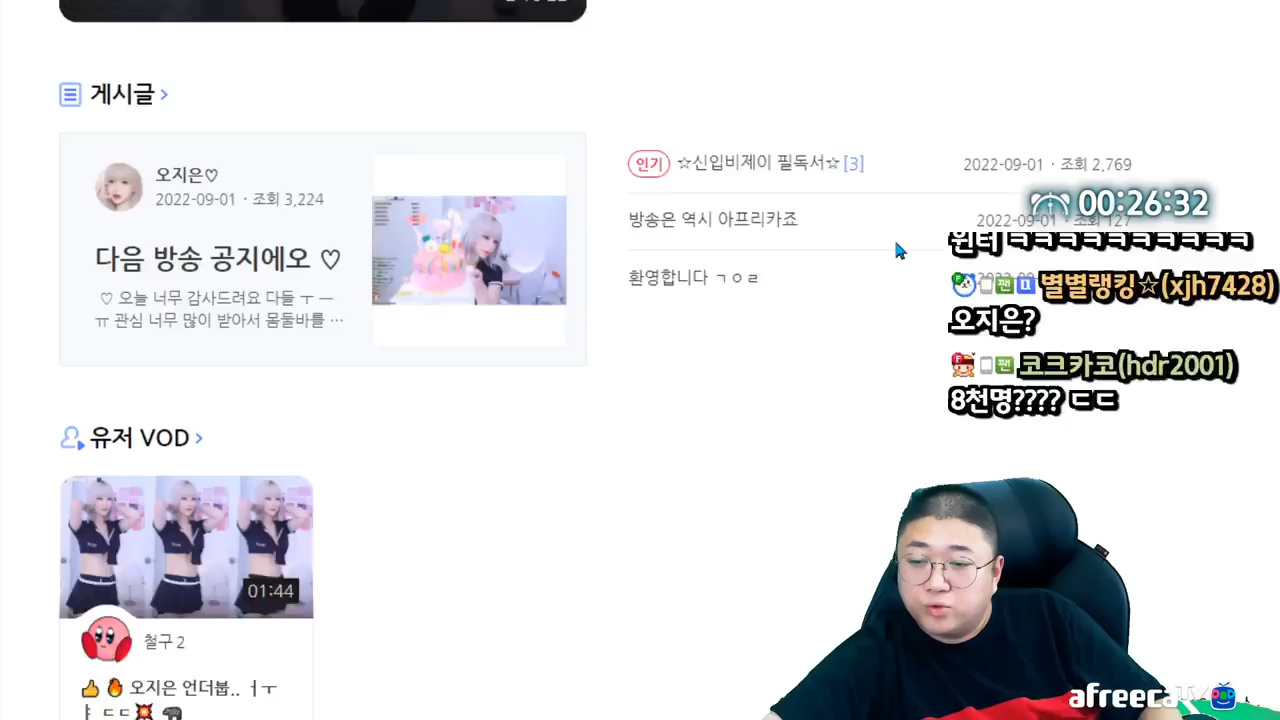 게시글 >
오지은♡
2022-09-01 · 조회 3,224
다음 방송 공지에오 ♡
♡ 오늘 너무 감사드려요 다들 ㅜ ㅡ
ㅠ 관심 너무 많이 받아서 몸둘바를 ...
인기 ☆신입비제이 필독서☆ [3]
2022-09-01 · 조회 2,769
방송은 역시 아프리카죠
2022-09-01 · 조회 127
환영합니다 ㄱㅇㄹ
00:26:32
윈터 ㅋㅋㅋㅋㅋㅋㅋㅋㅋㅋ
별별랭킹☆(xjh7428)
오지은?
코크카코(hdr2001)
8천명???? ㄷㄷ
유저 VOD >
01:44
철구 2
👍 🔥 오지은 언더붑.. ㅓㅜ
ㅑ ㄷㄷ💥
afreecaTV